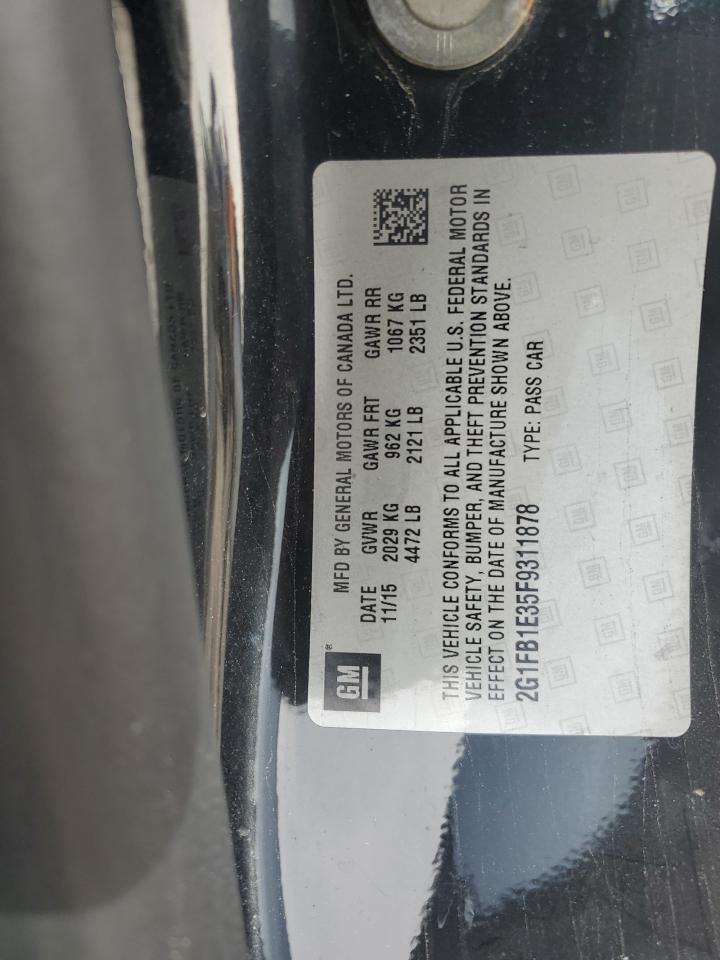 GM ®
MFD BY GENERAL MOTORS OF CANADA LTD.
DATE GVWR GAWR FRT GAWR RR
11/15 2029 KG 962 KG 1067 KG
4472 LB 2121 LB 2351 LB
THIS VEHICLE CONFORMS TO ALL APPLICABLE U.S. FEDERAL MOTOR
VEHICLE SAFETY, BUMPER, AND THEFT PREVENTION STANDARDS IN
EFFECT ON THE DATE OF MANUFACTURE SHOWN ABOVE.
2G1FB1E35F9311878 TYPE: PASS CAR